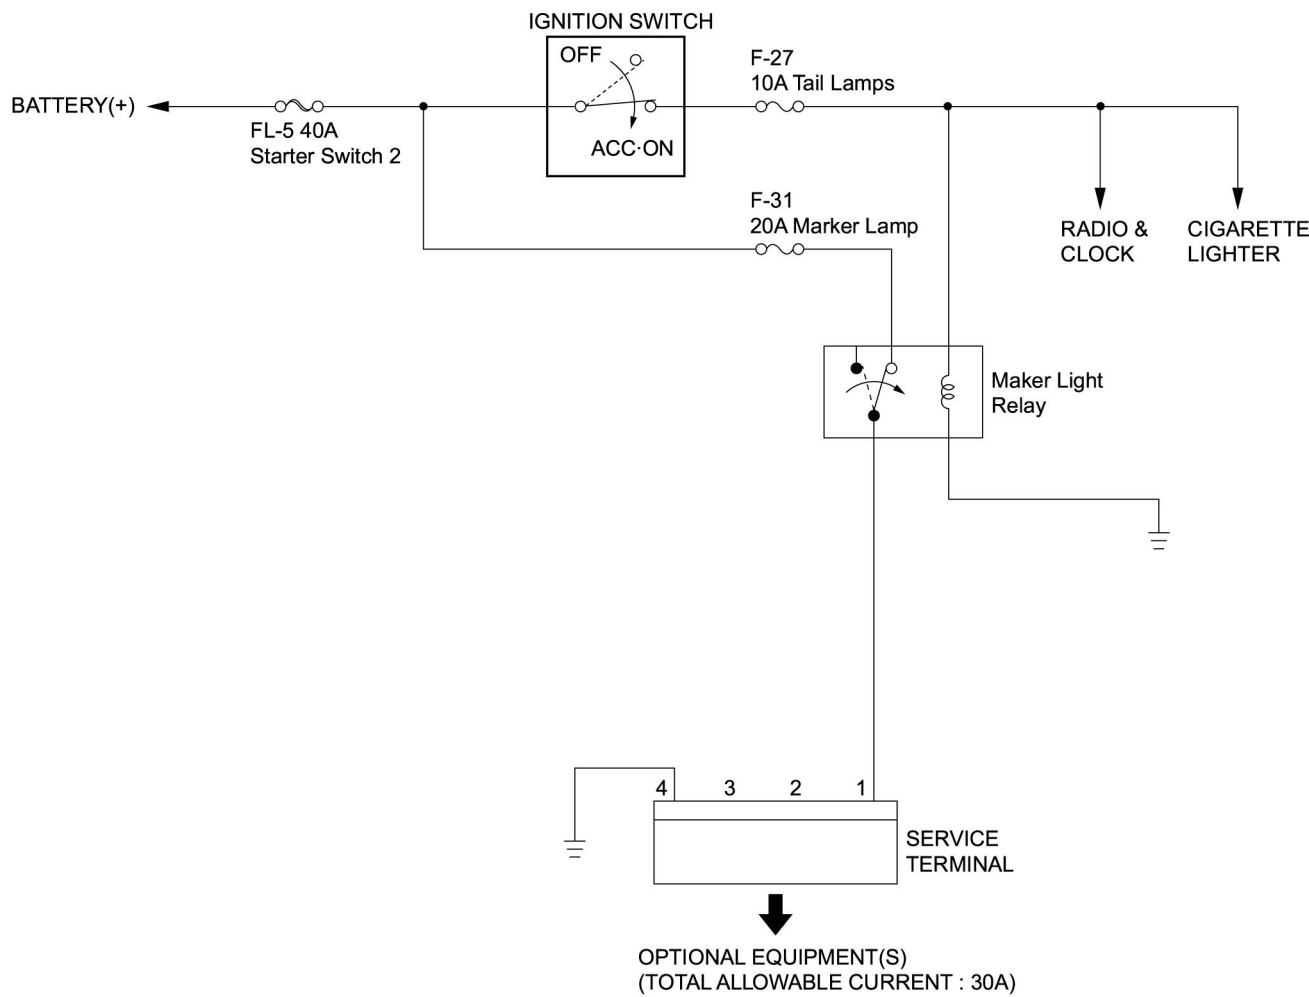 IGNITION SWITCH
OFF
ACC·ON
F-27
10A Tail Lamps
BATTERY(+)
FL-5 40A
Starter Switch 2
F-31
20A Marker Lamp
RADIO &
CLOCK
CIGARETTE
LIGHTER
Maker Light
Relay
4 3 2 1
SERVICE
TERMINAL
OPTIONAL EQUIPMENT(S)
(TOTAL ALLOWABLE CURRENT : 30A)